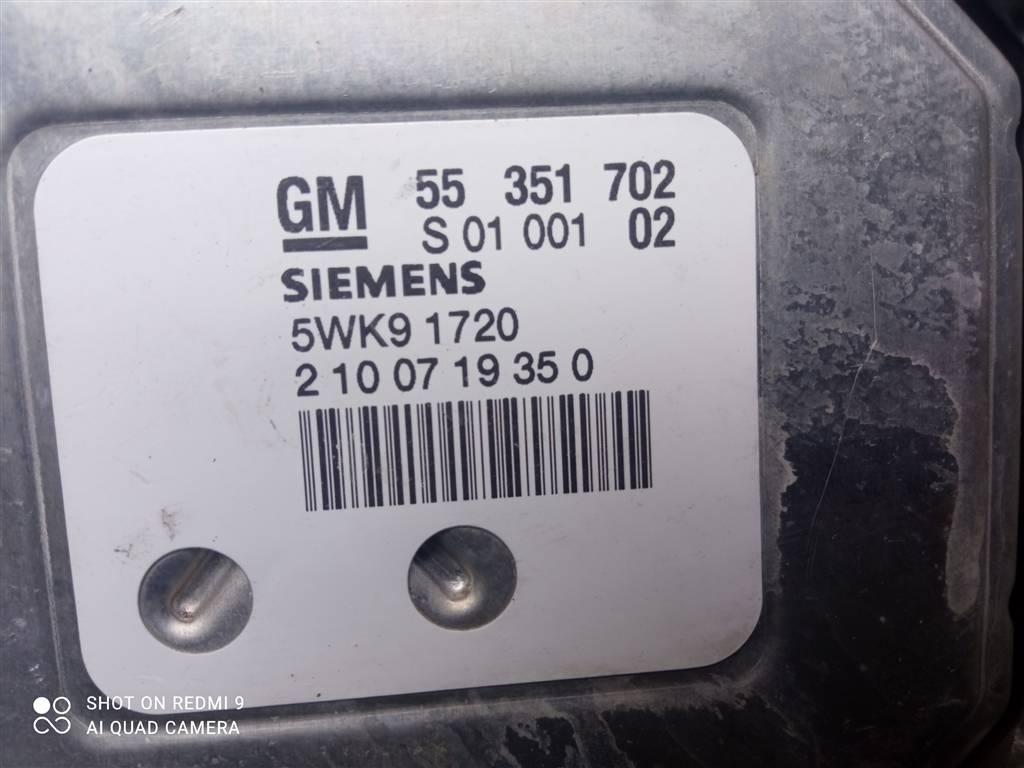 GM 55 351 702
S 01 001 02
SIEMENS
5WK9 1720
2 10 07 19 35 0
SHOT ON REDMI 9
AI QUAD CAMERA